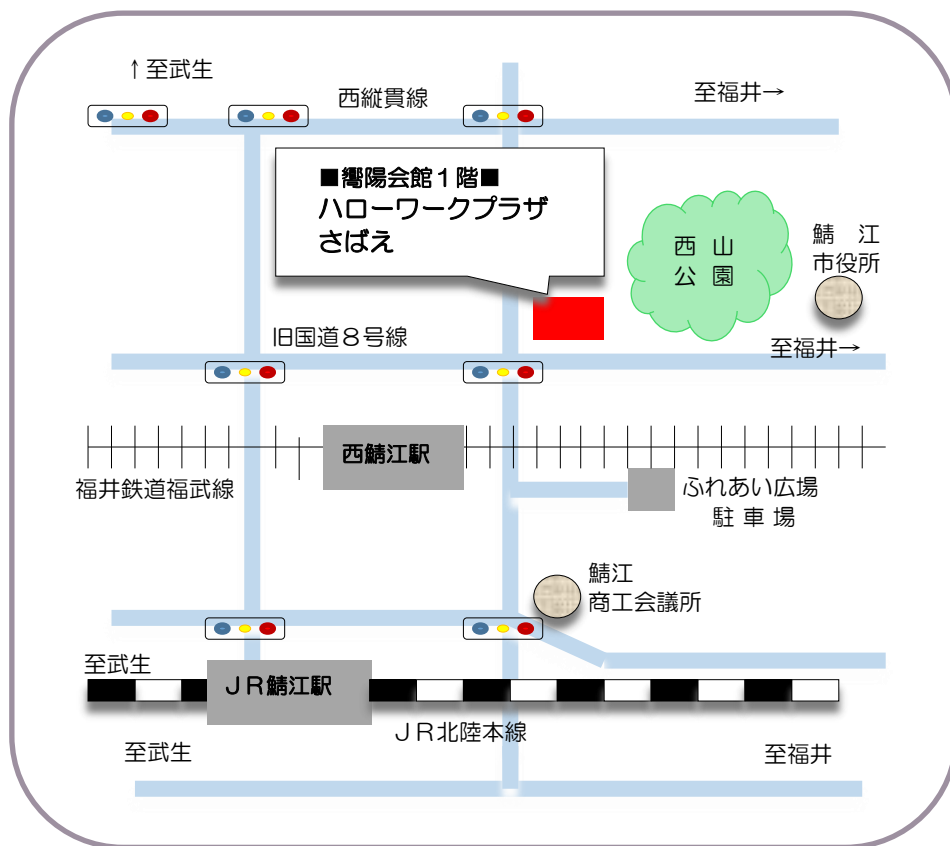 ↑至武生
西縦貫線
至福井→
■嚮陽会館１階■
ハローワークプラザ
さばえ
西 山
公 園
鯖 江
市役所
旧国道８号線
至福井→
西鯖江駅
福井鉄道福武線
ふれあい広場
駐 車 場
鯖江
商工会議所
至武生
ＪＲ鯖江駅
ＪＲ北陸本線
至武生
至福井